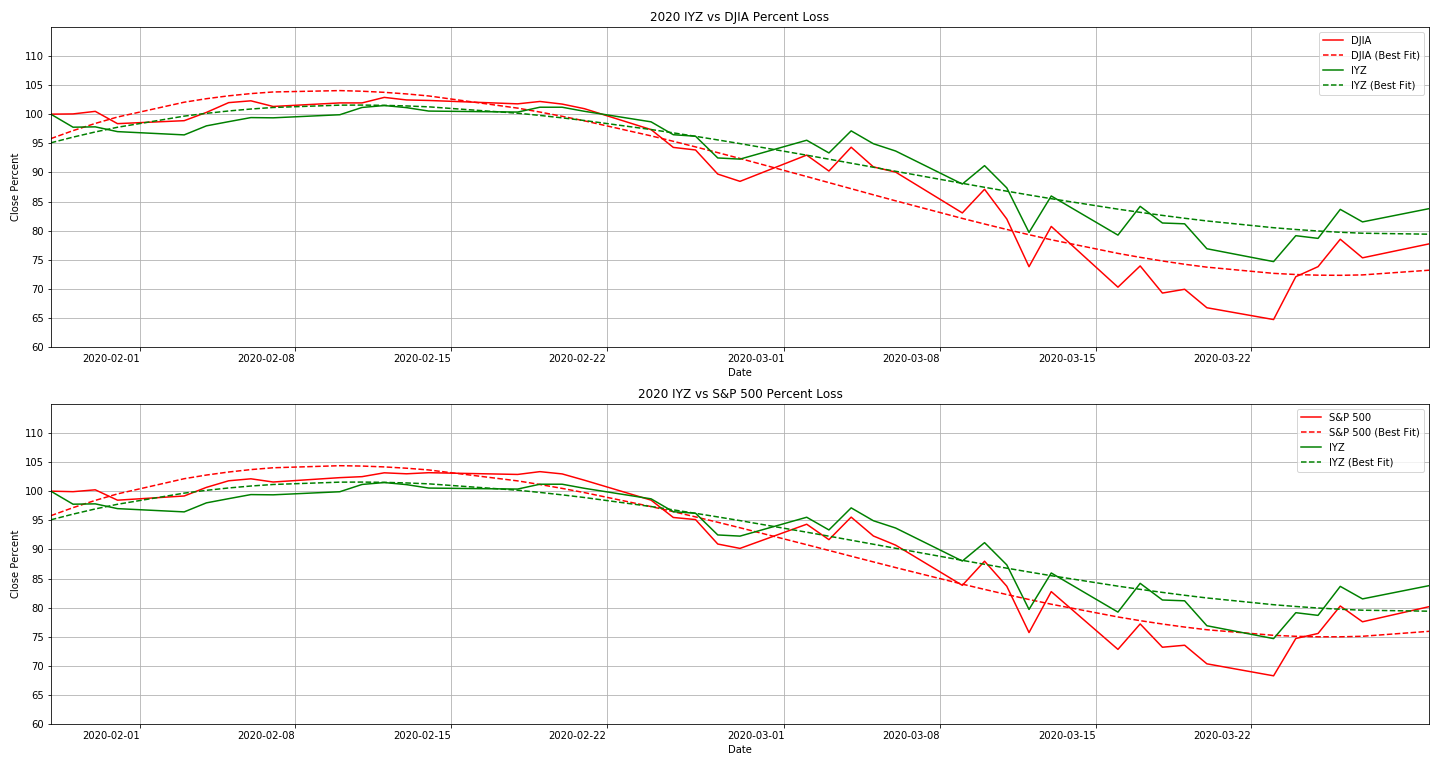 2020 IYZ vs DJIA Percent Loss
DJIA
DJIA (Best Fit)
IYZ
IYZ (Best Fit)
Close Percent
110
105
100
95
90
85
80
75
70
65
60
2020-02-01 2020-02-08 2020-02-15 2020-02-22 2020-03-01 2020-03-08 2020-03-15 2020-03-22
Date
2020 IYZ vs S&P 500 Percent Loss
S&P 500
S&P 500 (Best Fit)
IYZ
IYZ (Best Fit)
Close Percent
110
105
100
95
90
85
80
75
70
65
60
2020-02-01 2020-02-08 2020-02-15 2020-02-22 2020-03-01 2020-03-08 2020-03-15 2020-03-22
Date